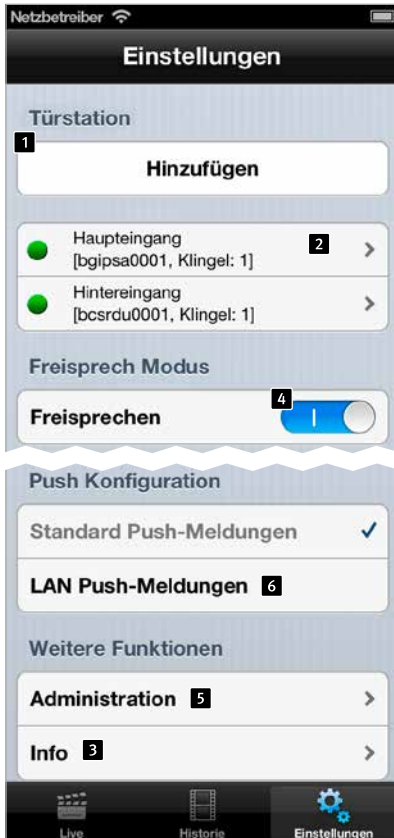 Netzbetreiber
Einstellungen
Türstation
1
Hinzufügen
Haupteingang
[bgipsa0001, Klingel: 1]
2
Hintereingang
[bcsrdu0001, Klingel: 1]
Freisprech Modus
4
Freisprechen
Push Konfiguration
Standard Push-Meldungen
LAN Push-Meldungen 6
Weitere Funktionen
Administration 5
Info 3
Live Historie Einstellungen